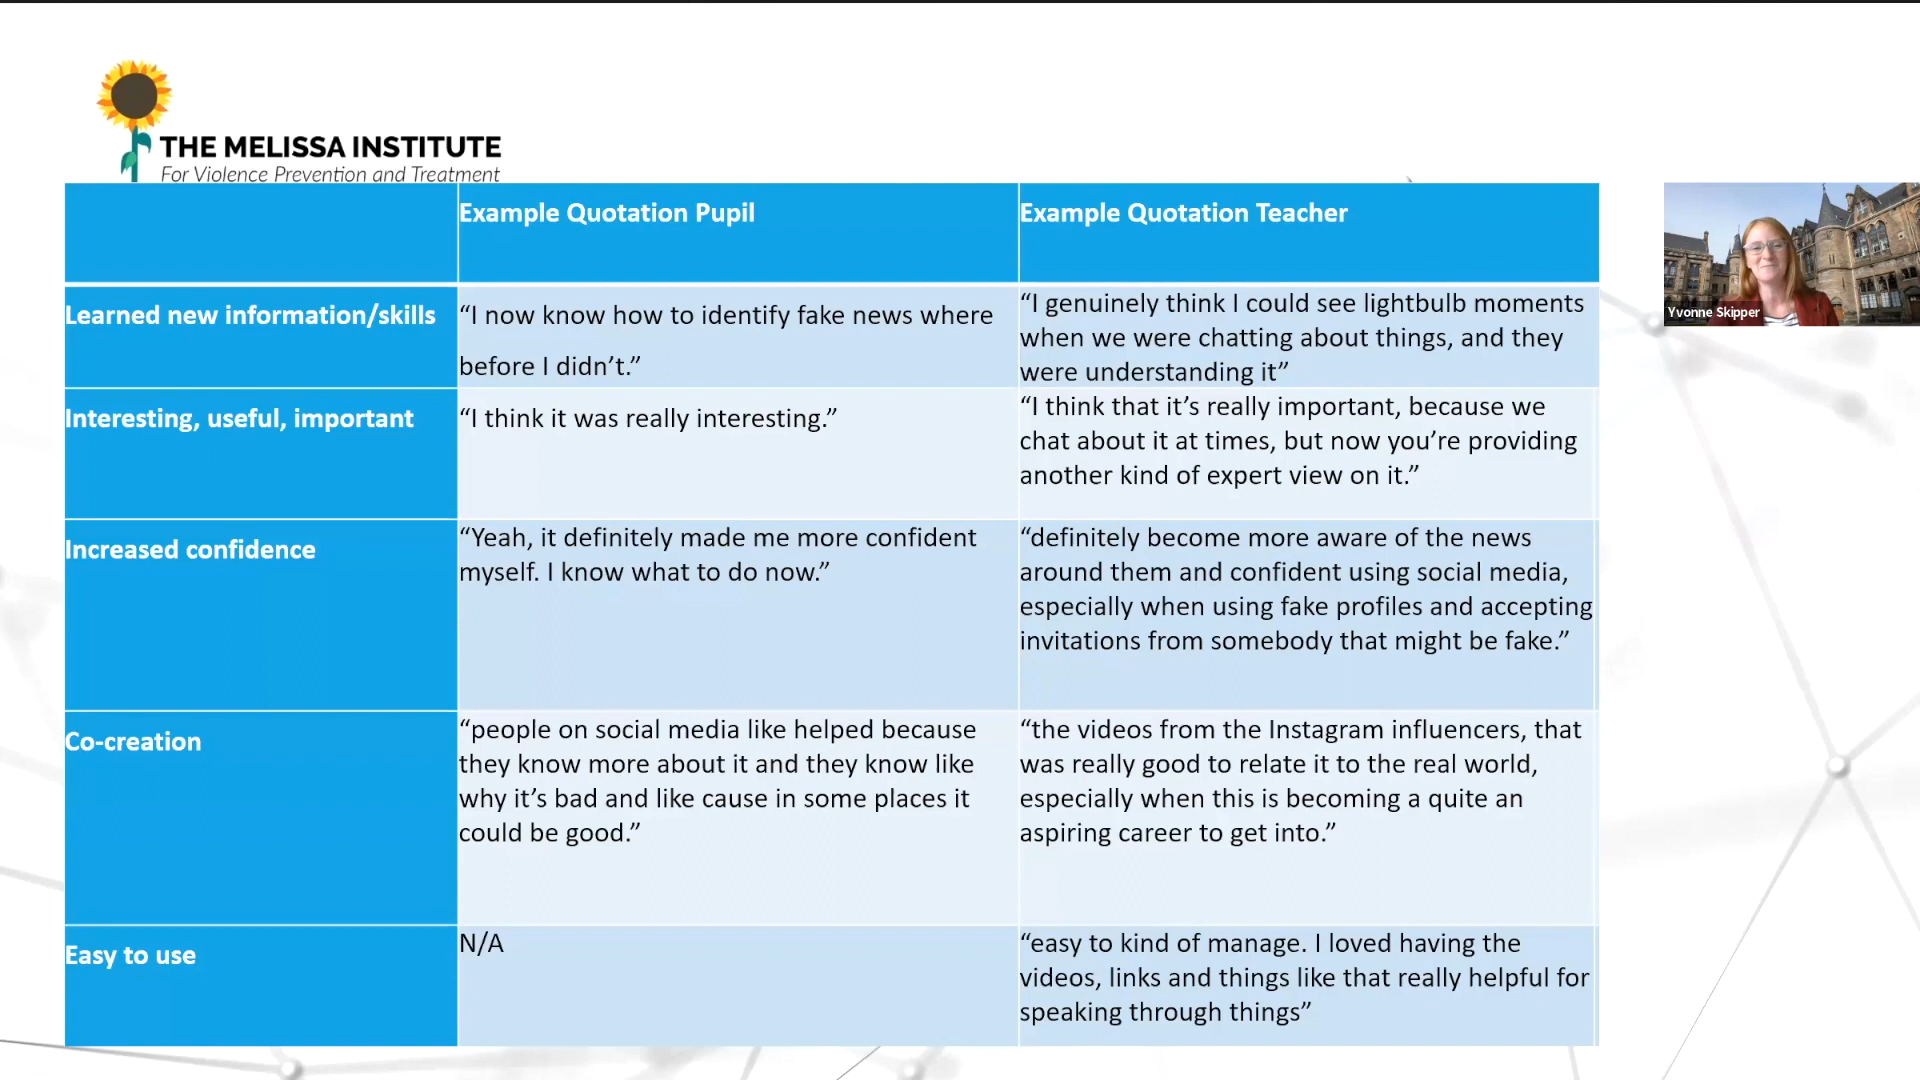 THE MELISSA INSTITUTE
For Violence Prevention and Treatment
Example Quotation Pupil
Example Quotation Teacher
Learned new information/skills
“I now know how to identify fake news where
before I didn’t.”
“I genuinely think I could see lightbulb moments
when we were chatting about things, and they
were understanding it”
Interesting, useful, important
“I think it was really interesting.”
“I think that it’s really important, because we
chat about it at times, but now you’re providing
another kind of expert view on it.”
Increased confidence
“Yeah, it definitely made me more confident
myself. I know what to do now.”
“definitely become more aware of the news
around them and confident using social media,
especially when using fake profiles and accepting
invitations from somebody that might be fake.”
Co-creation
“people on social media like helped because
they know more about it and they know like
why it’s bad and like cause in some places it
could be good.”
“the videos from the Instagram influencers, that
was really good to relate it to the real world,
especially when this is becoming a quite an
aspiring career to get into.”
Easy to use
N/A
“easy to kind of manage. I loved having the
videos, links and things like that really helpful for
speaking through things”
Yvonne Skipper